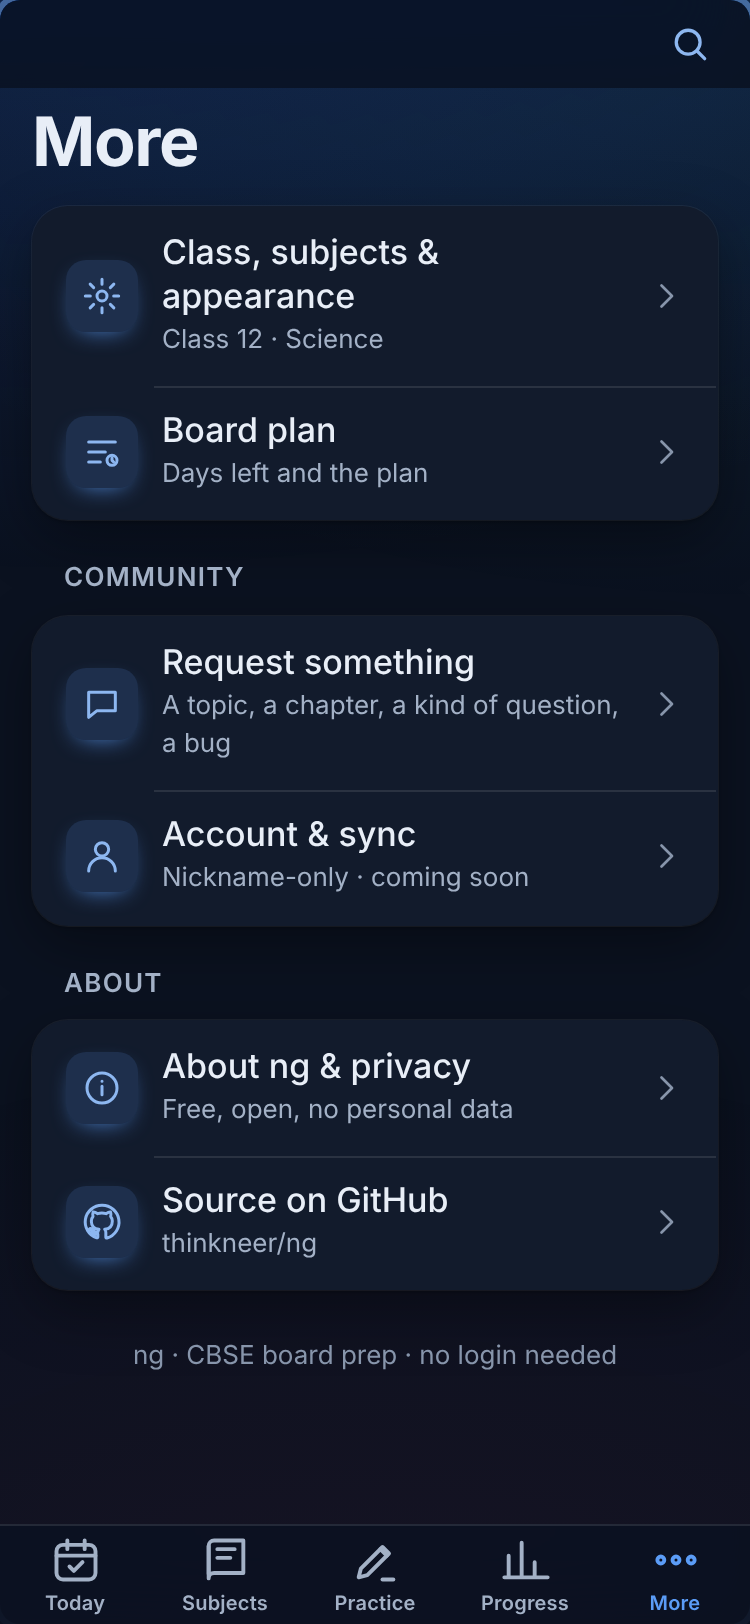 More
Class, subjects &
appearance
Class 12 · Science
Board plan
Days left and the plan
COMMUNITY
Request something
A topic, a chapter, a kind of question,
a bug
Account & sync
Nickname-only · coming soon
ABOUT
About ng & privacy
Free, open, no personal data
Source on GitHub
thinkneer/ng
ng · CBSE board prep · no login needed
Today
Subjects
Practice
Progress
More